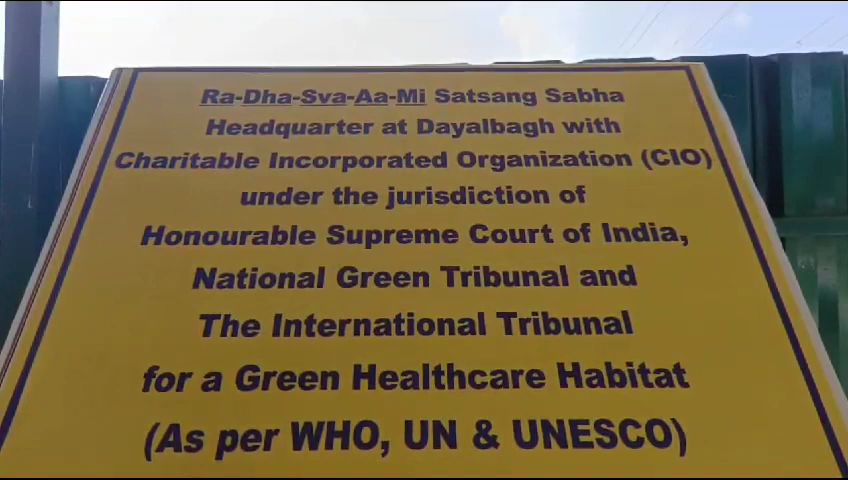 Ra-Dha-Sva-Aa-Mi Satsang Sabha
Headquarter at Dayalbagh with
Charitable Incorporated Organization (CIO)
under the jurisdiction of
Honourable Supreme Court of India,
National Green Tribunal and
The International Tribunal
for a Green Healthcare Habitat
(As per WHO, UN & UNESCO)